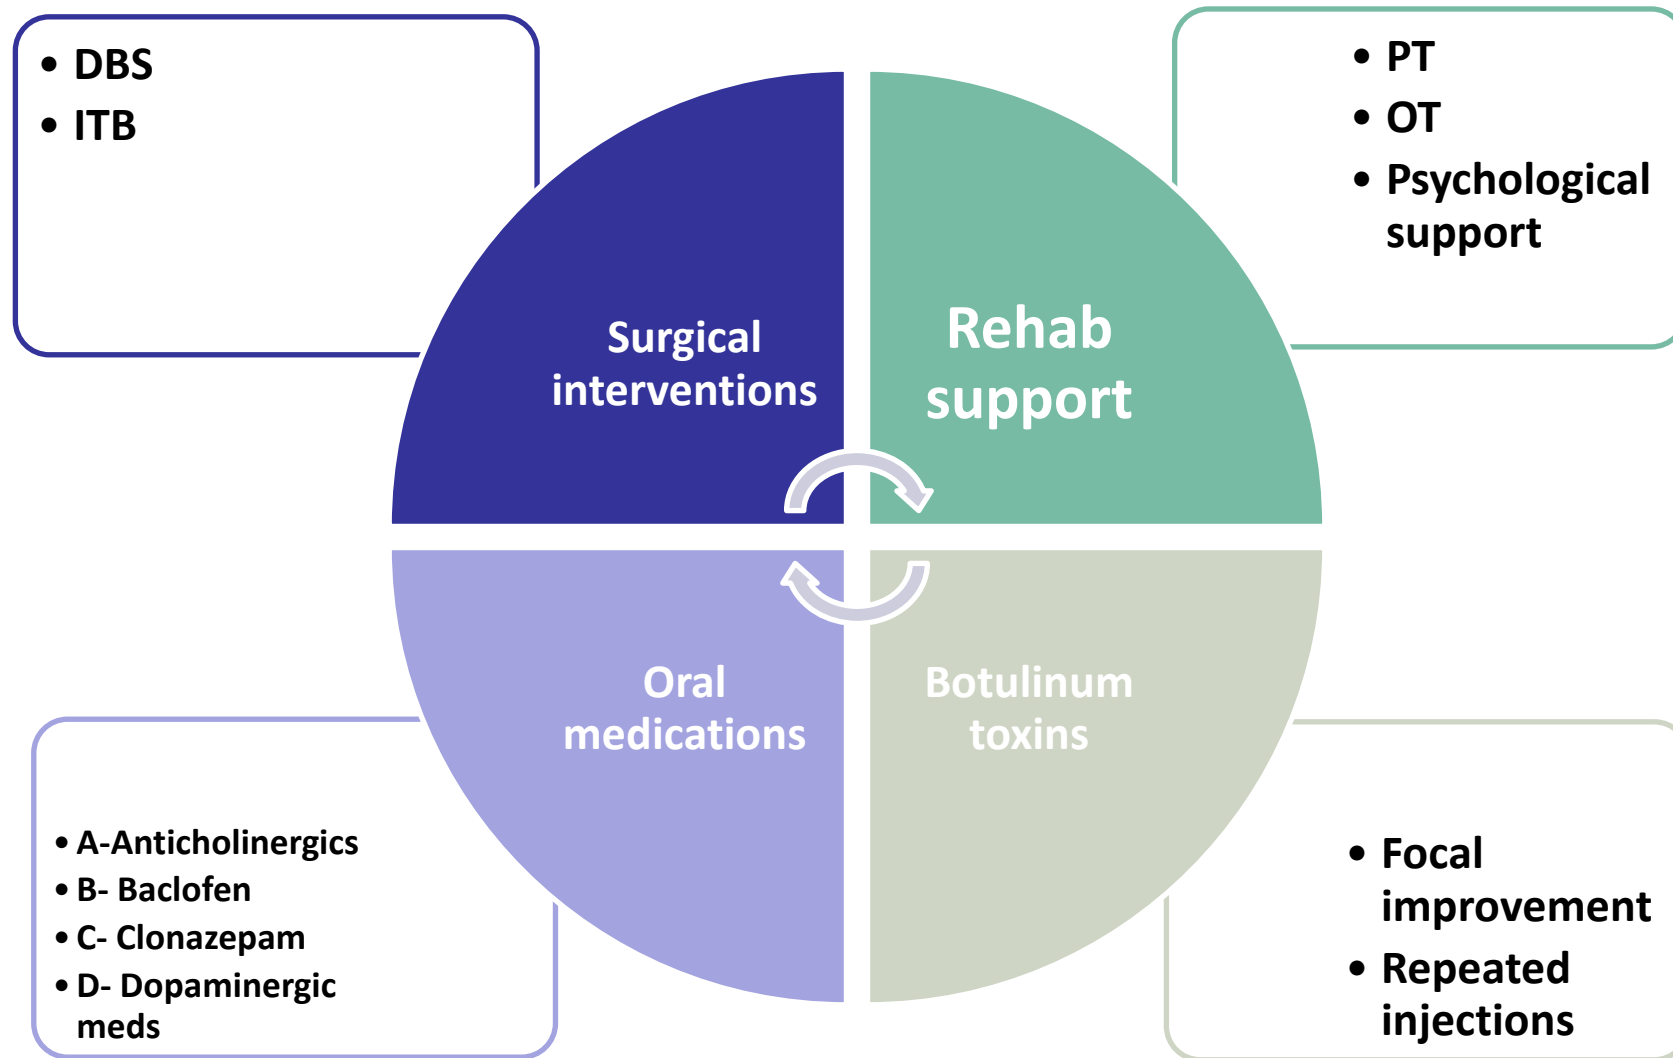 • DBS
• ITB
• PT
• OT
• Psychological
support
Surgical
interventions
Rehab
support
Oral
medications
Botulinum
toxins
• A-Anticholinergics
• B- Baclofen
• C- Clonazepam
• D- Dopaminergic
meds
• Focal
improvement
• Repeated
injections